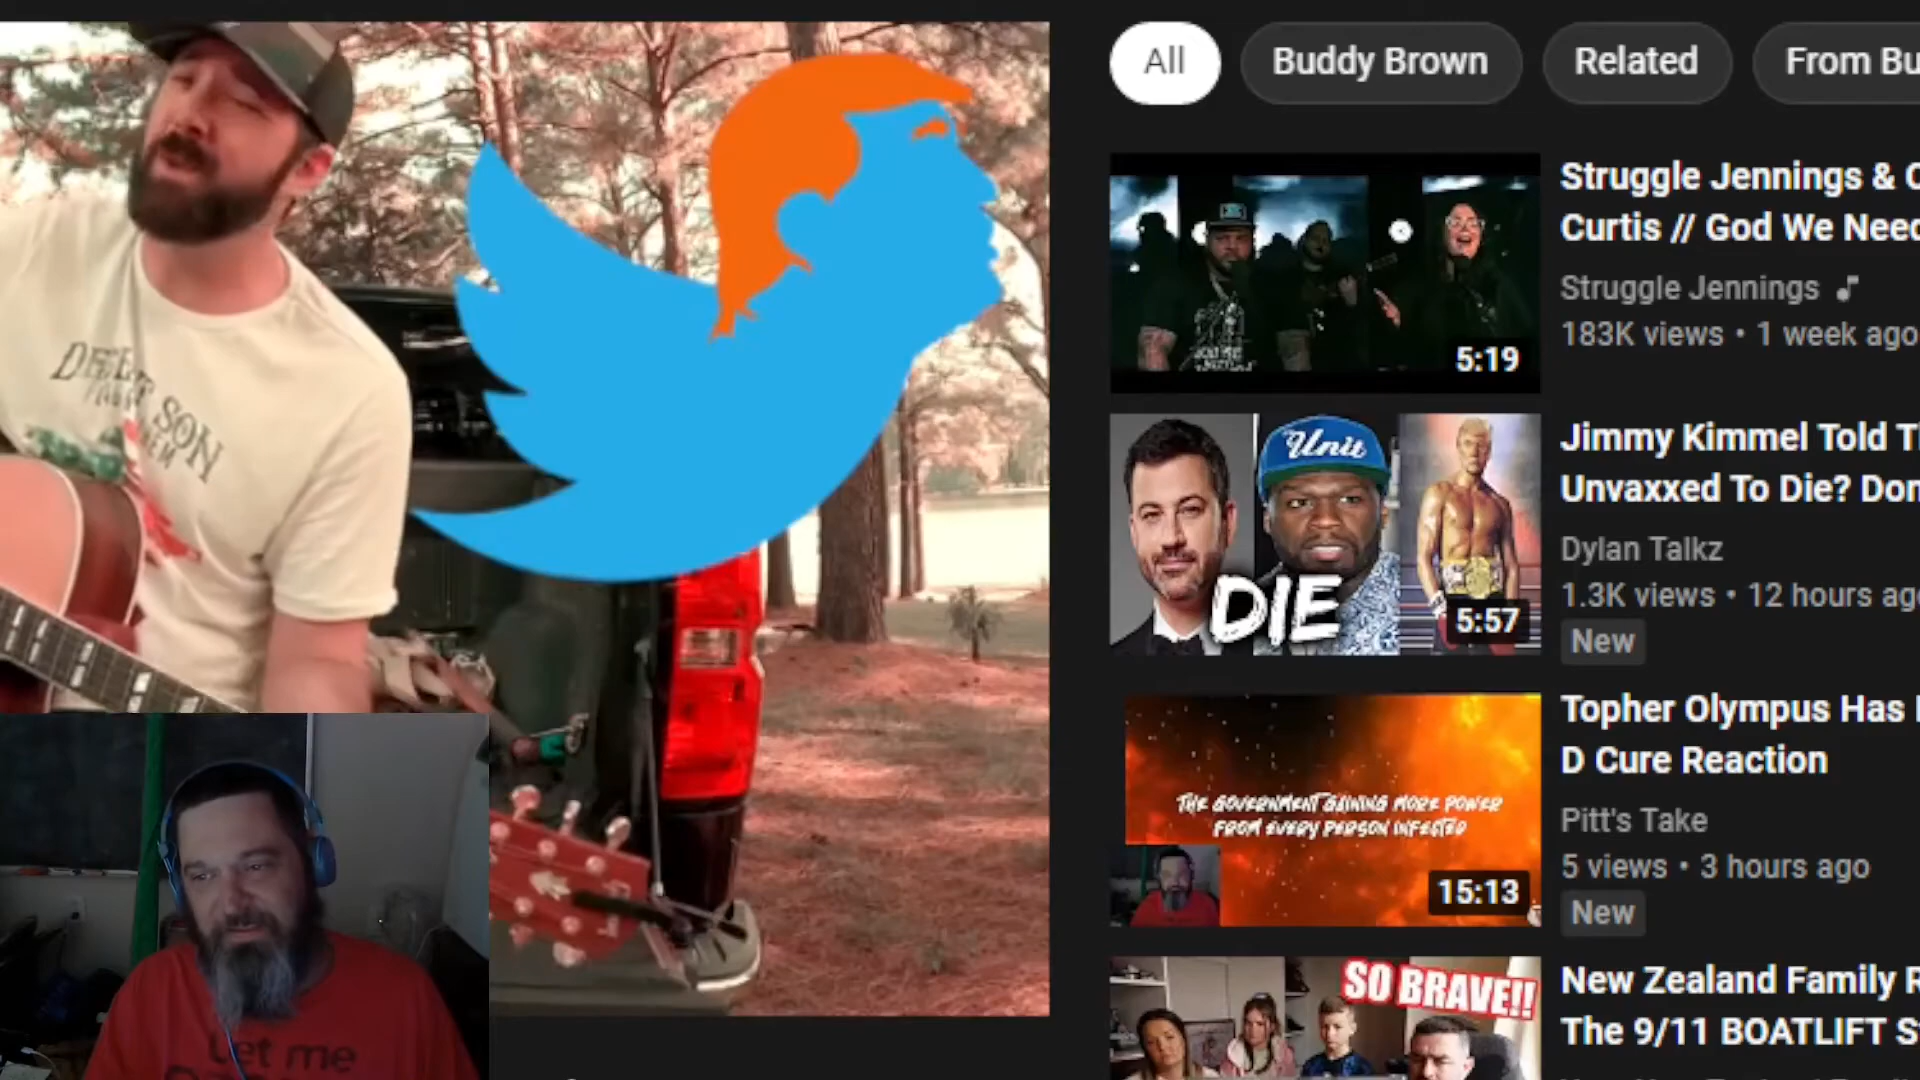 All
Buddy Brown
Related
From Bu
Struggle Jennings & C
Curtis // God We Need
Struggle Jennings
183K views • 1 week ago
5:19
Jimmy Kimmel Told T
Unvaxxed To Die? Don
Dylan Talkz
1.3K views • 12 hours ago
New
Unit
DIE
5:57
Topher Olympus Has
D Cure Reaction
Pitt's Take
5 views • 3 hours ago
New
THE GOVERNMENT GAINING MORE POWER
FROM EVERY PERSON INFECTED
15:13
New Zealand Family R
The 9/11 BOATLIFT S
SO BRAVE!!
SON
Let me